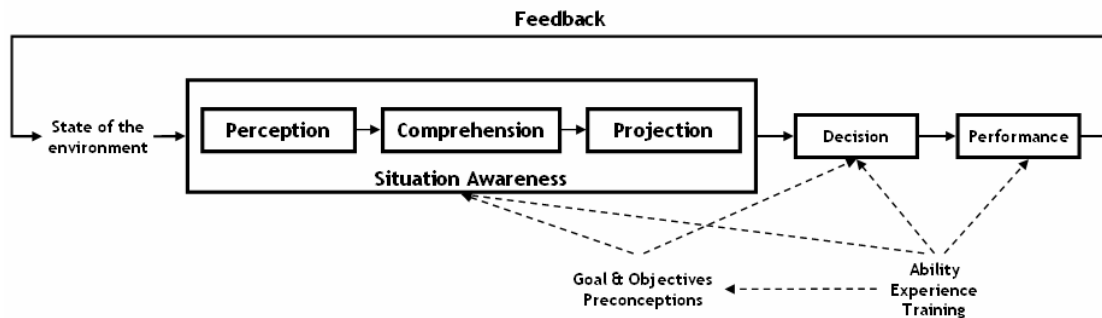 Feedback
State of the
environment
Perception
Comprehension
Projection
Situation Awareness
Decision
Performance
Goal & Objectives
Preconceptions
Ability
Experience
Training